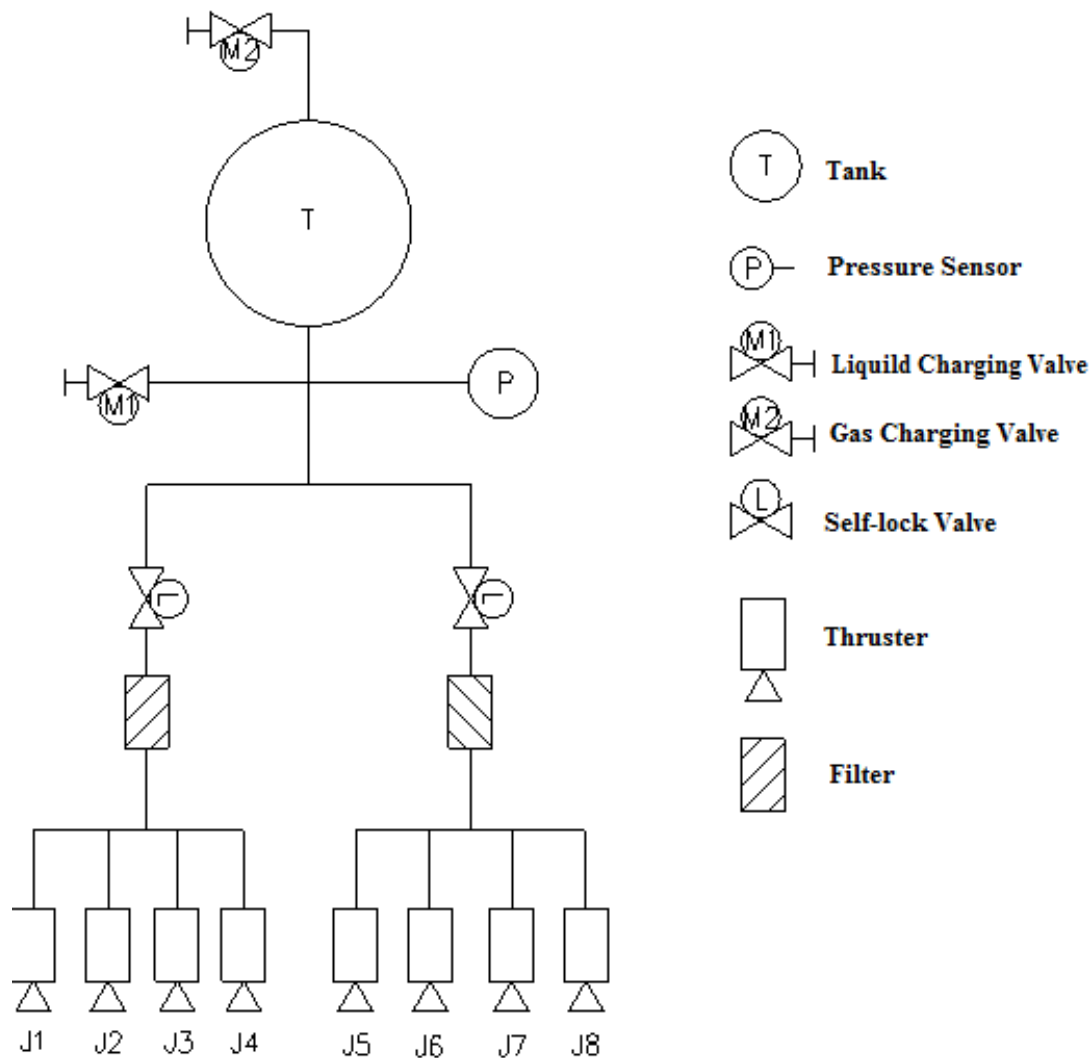 M2
T
M1
P
L
L
J1 J2 J3 J4 J5 J6 J7 J8
T Tank
P Pressure Sensor
M1 Liquild Charging Valve
M2 Gas Charging Valve
L Self-lock Valve
Thruster
Filter